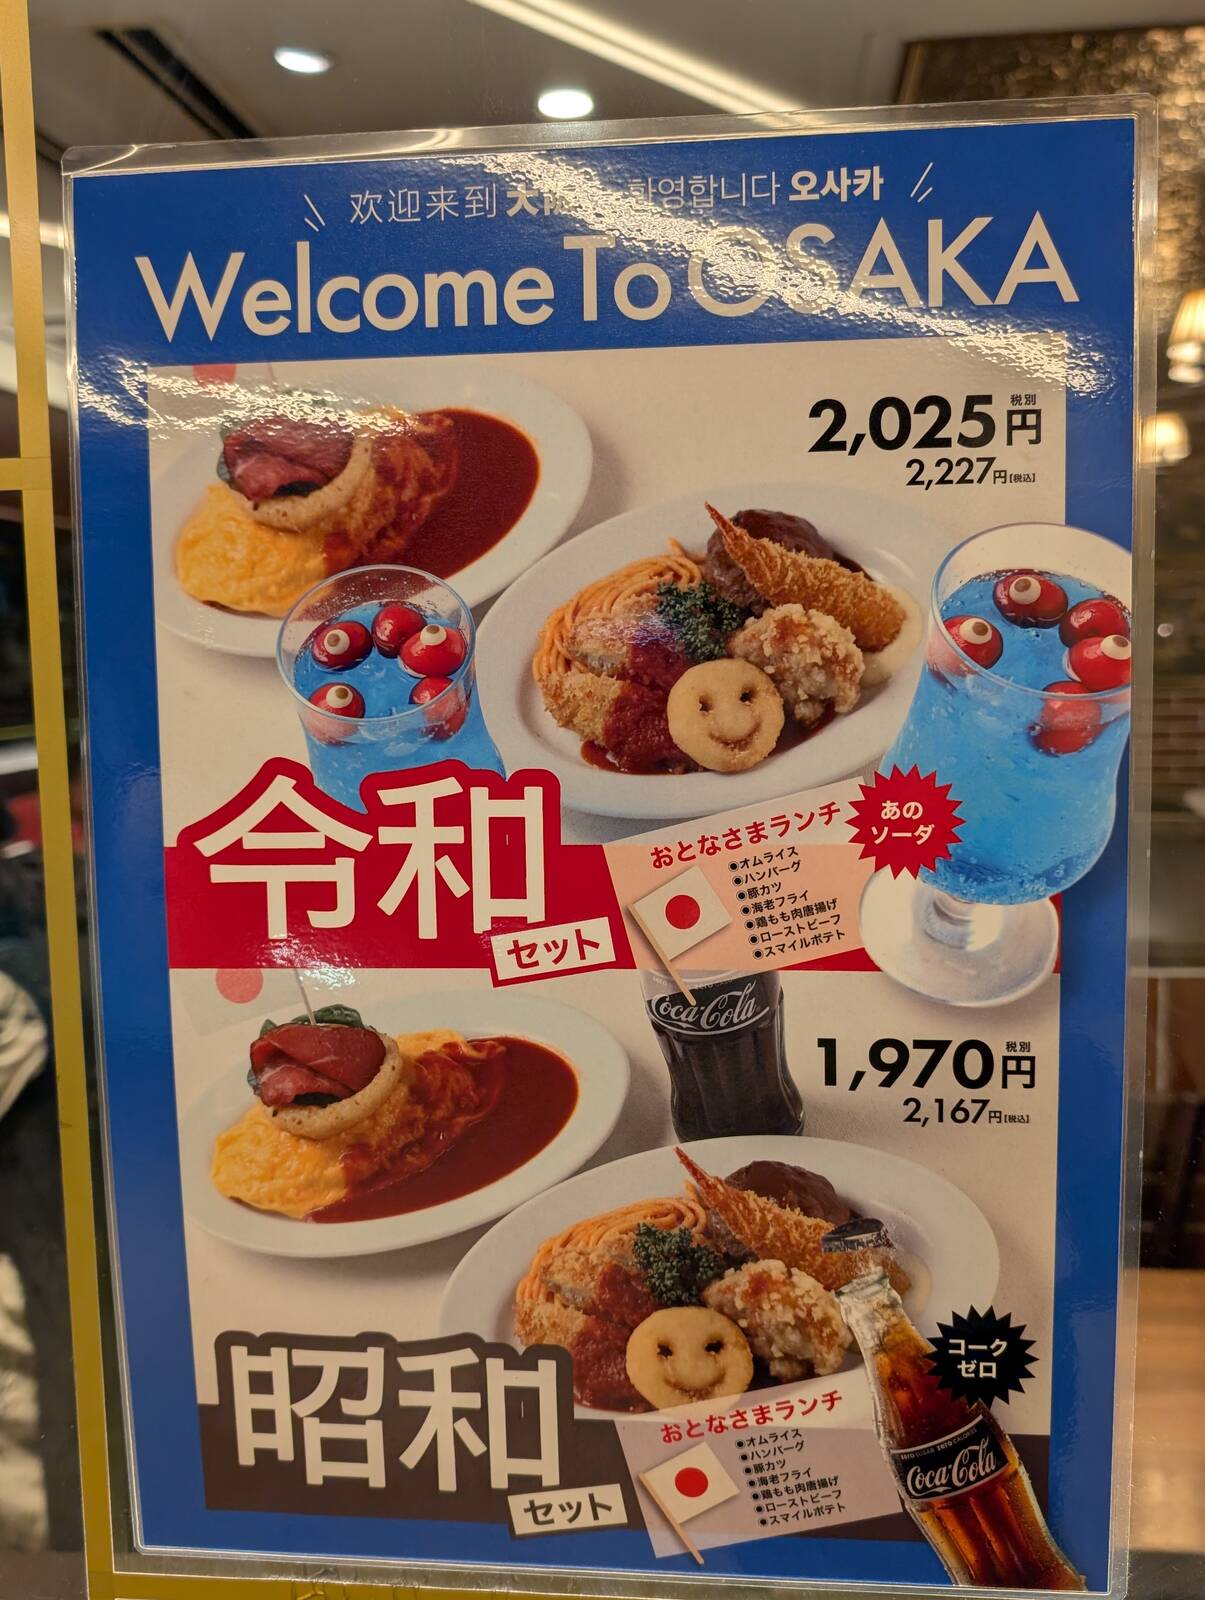 欢迎来到 大阪 환영합니다 오사카
Welcome To OSAKA
2,025円 税別
2,227円[税込]
令和
セット
おとなさまランチ
●オムライス
●ハンバーグ
●豚カツ
●海老フライ
●鶏もも肉唐揚げ
●ローストビーフ
●スマイルポテト
あの
ソーダ
Coca-Cola
1,970円 税別
2,167円[税込]
昭和
セット
おとなさまランチ
●オムライス
●ハンバーグ
●豚カツ
●海老フライ
●鶏もも肉唐揚げ
●ローストビーフ
●スマイルポテト
コーク
ゼロ
ZERO SUGAR ZERO CALORIES
Coca-Cola